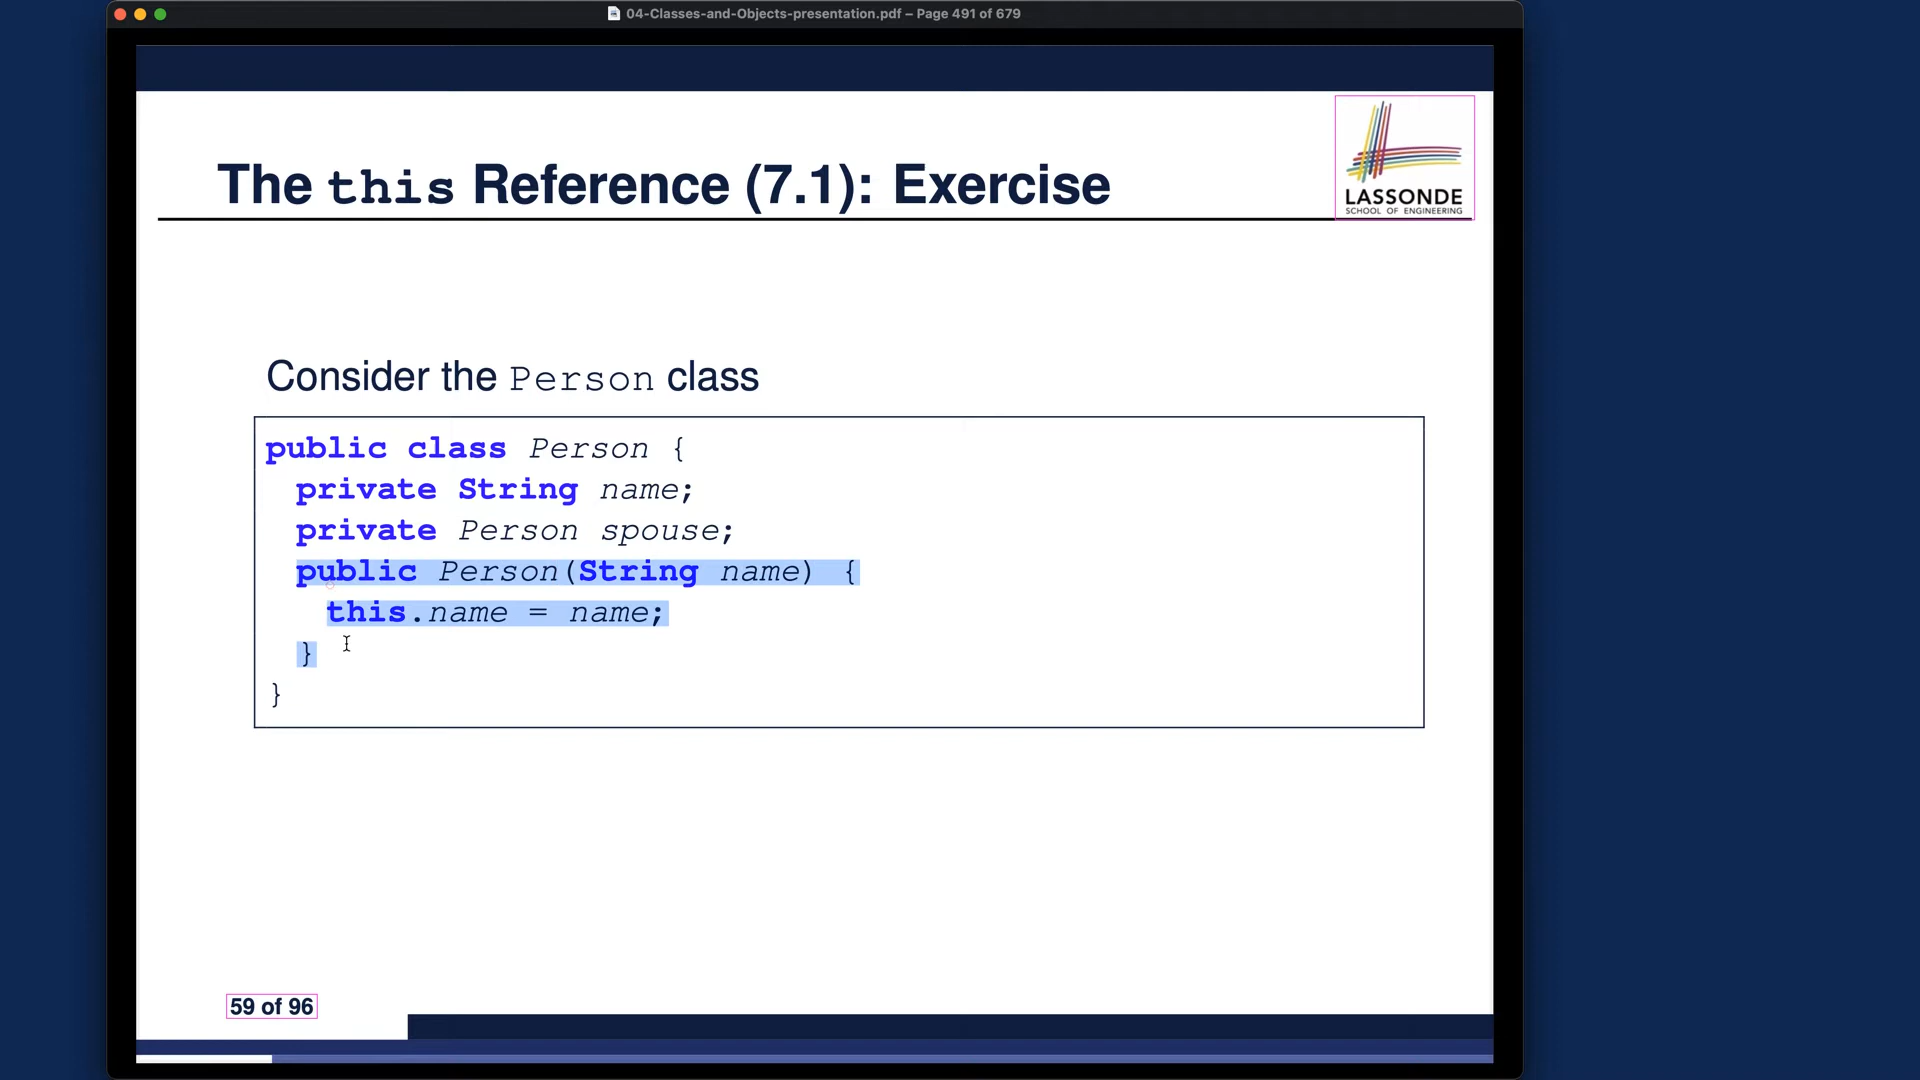 04-Classes-and-Objects-presentation.pdf – Page 491 of 679
The this Reference (7.1): Exercise
LASSONDE
SCHOOL OF ENGINEERING
Consider the Person class
public class Person {
private String name;
private Person spouse;
public Person(String name) {
this.name = name;
}
}
59 of 96